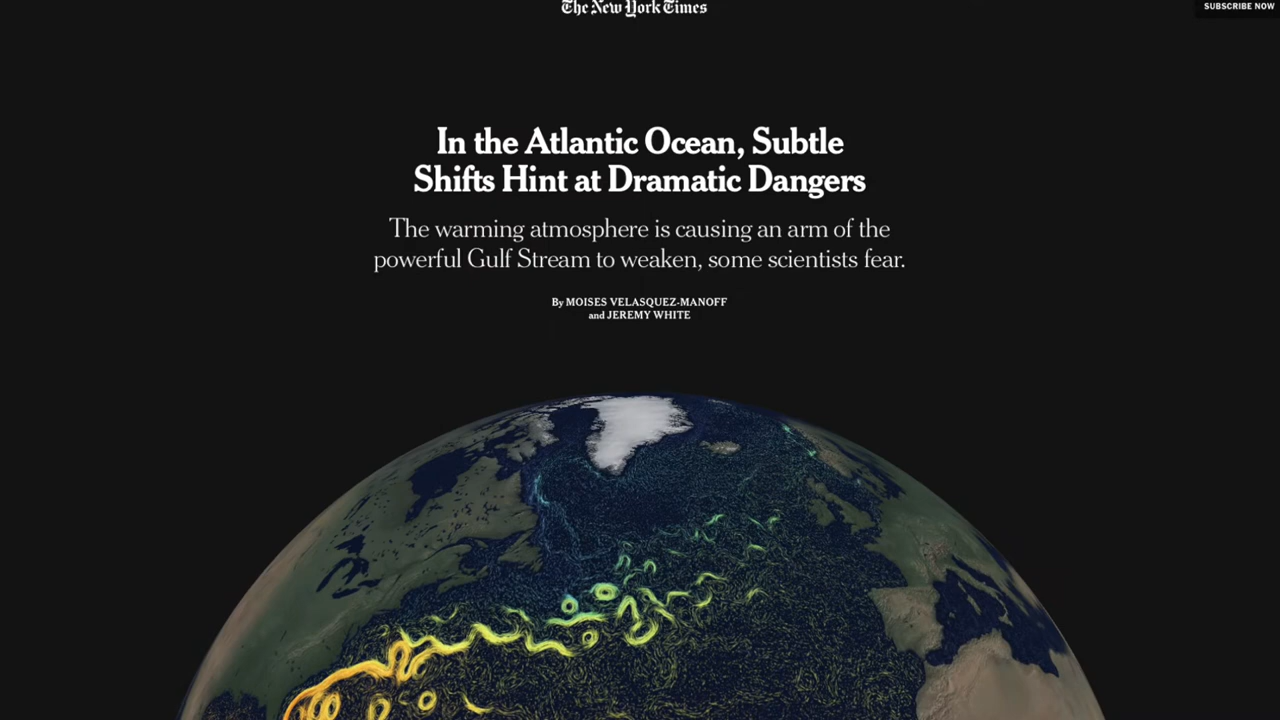 The New York Times
SUBSCRIBE NOW
In the Atlantic Ocean, Subtle
Shifts Hint at Dramatic Dangers
The warming atmosphere is causing an arm of the
powerful Gulf Stream to weaken, some scientists fear.
By MOISES VELASQUEZ-MANOFF
and JEREMY WHITE